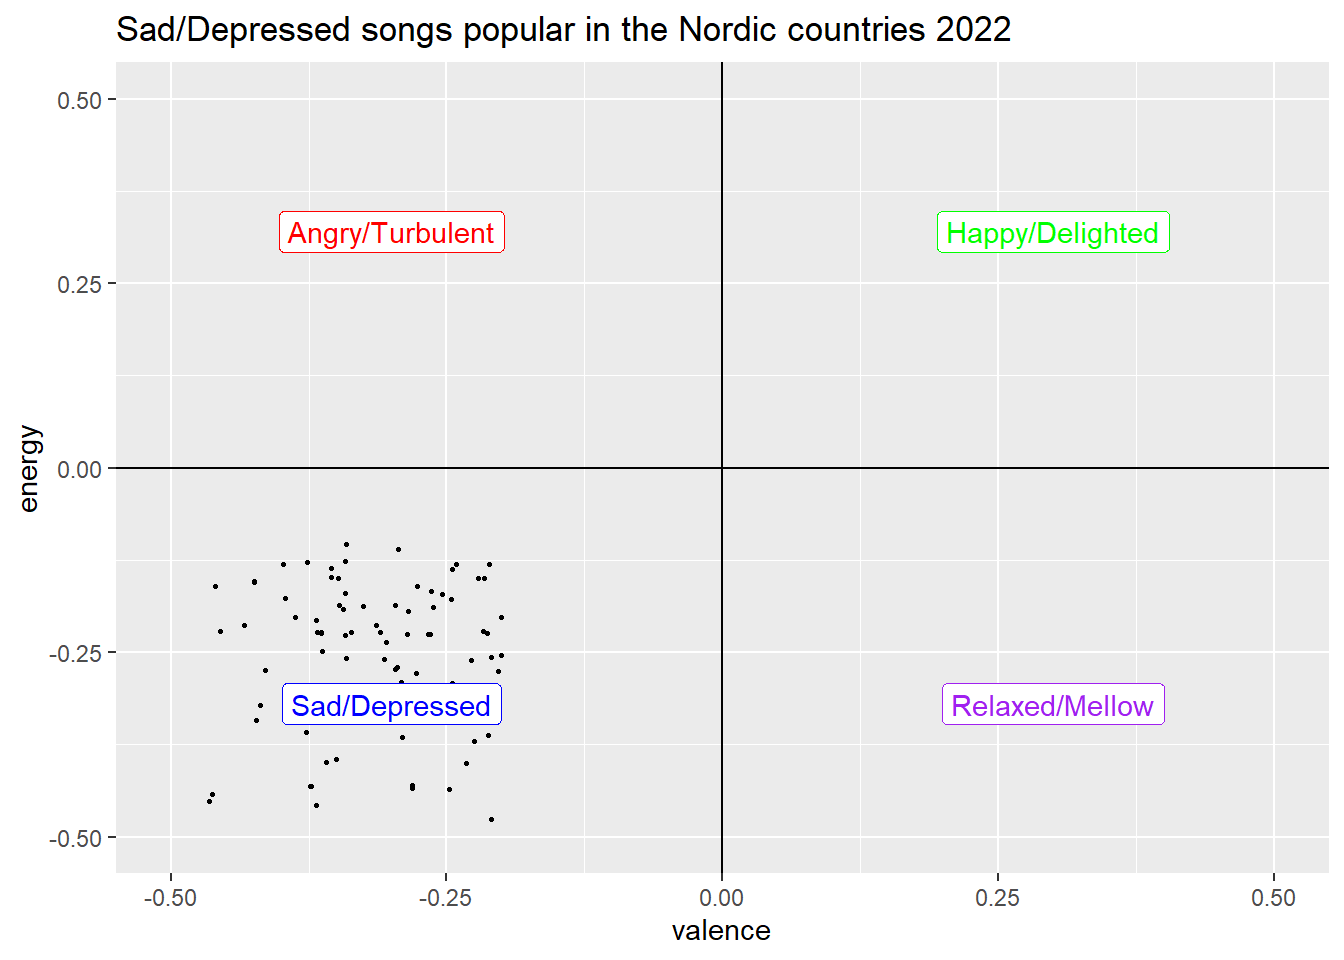 Sad/Depressed songs popular in the Nordic countries 2022
0.50
Angry/Turbulent
Happy/Delighted
0.25
energy
0.00
-0.25
Sad/Depressed
Relaxed/Mellow
-0.50
-0.50
-0.25
0.00
0.25
0.50
valence